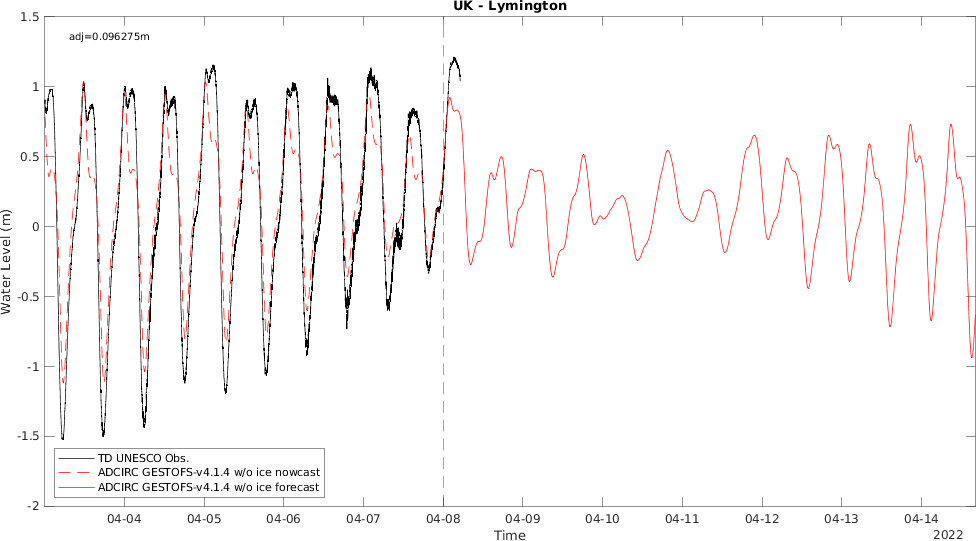 UK - Lymington
adj=0.096275m
Water Level (m)
1.5
1
0.5
0
-0.5
-1
-1.5
-2
TD UNESCO Obs.
ADCIRC GESTOFS-v4.1.4 w/o ice nowcast
ADCIRC GESTOFS-v4.1.4 w/o ice forecast
04-04 04-05 04-06 04-07 04-08 04-09 04-10 04-11 04-12 04-13 04-14
Time
2022